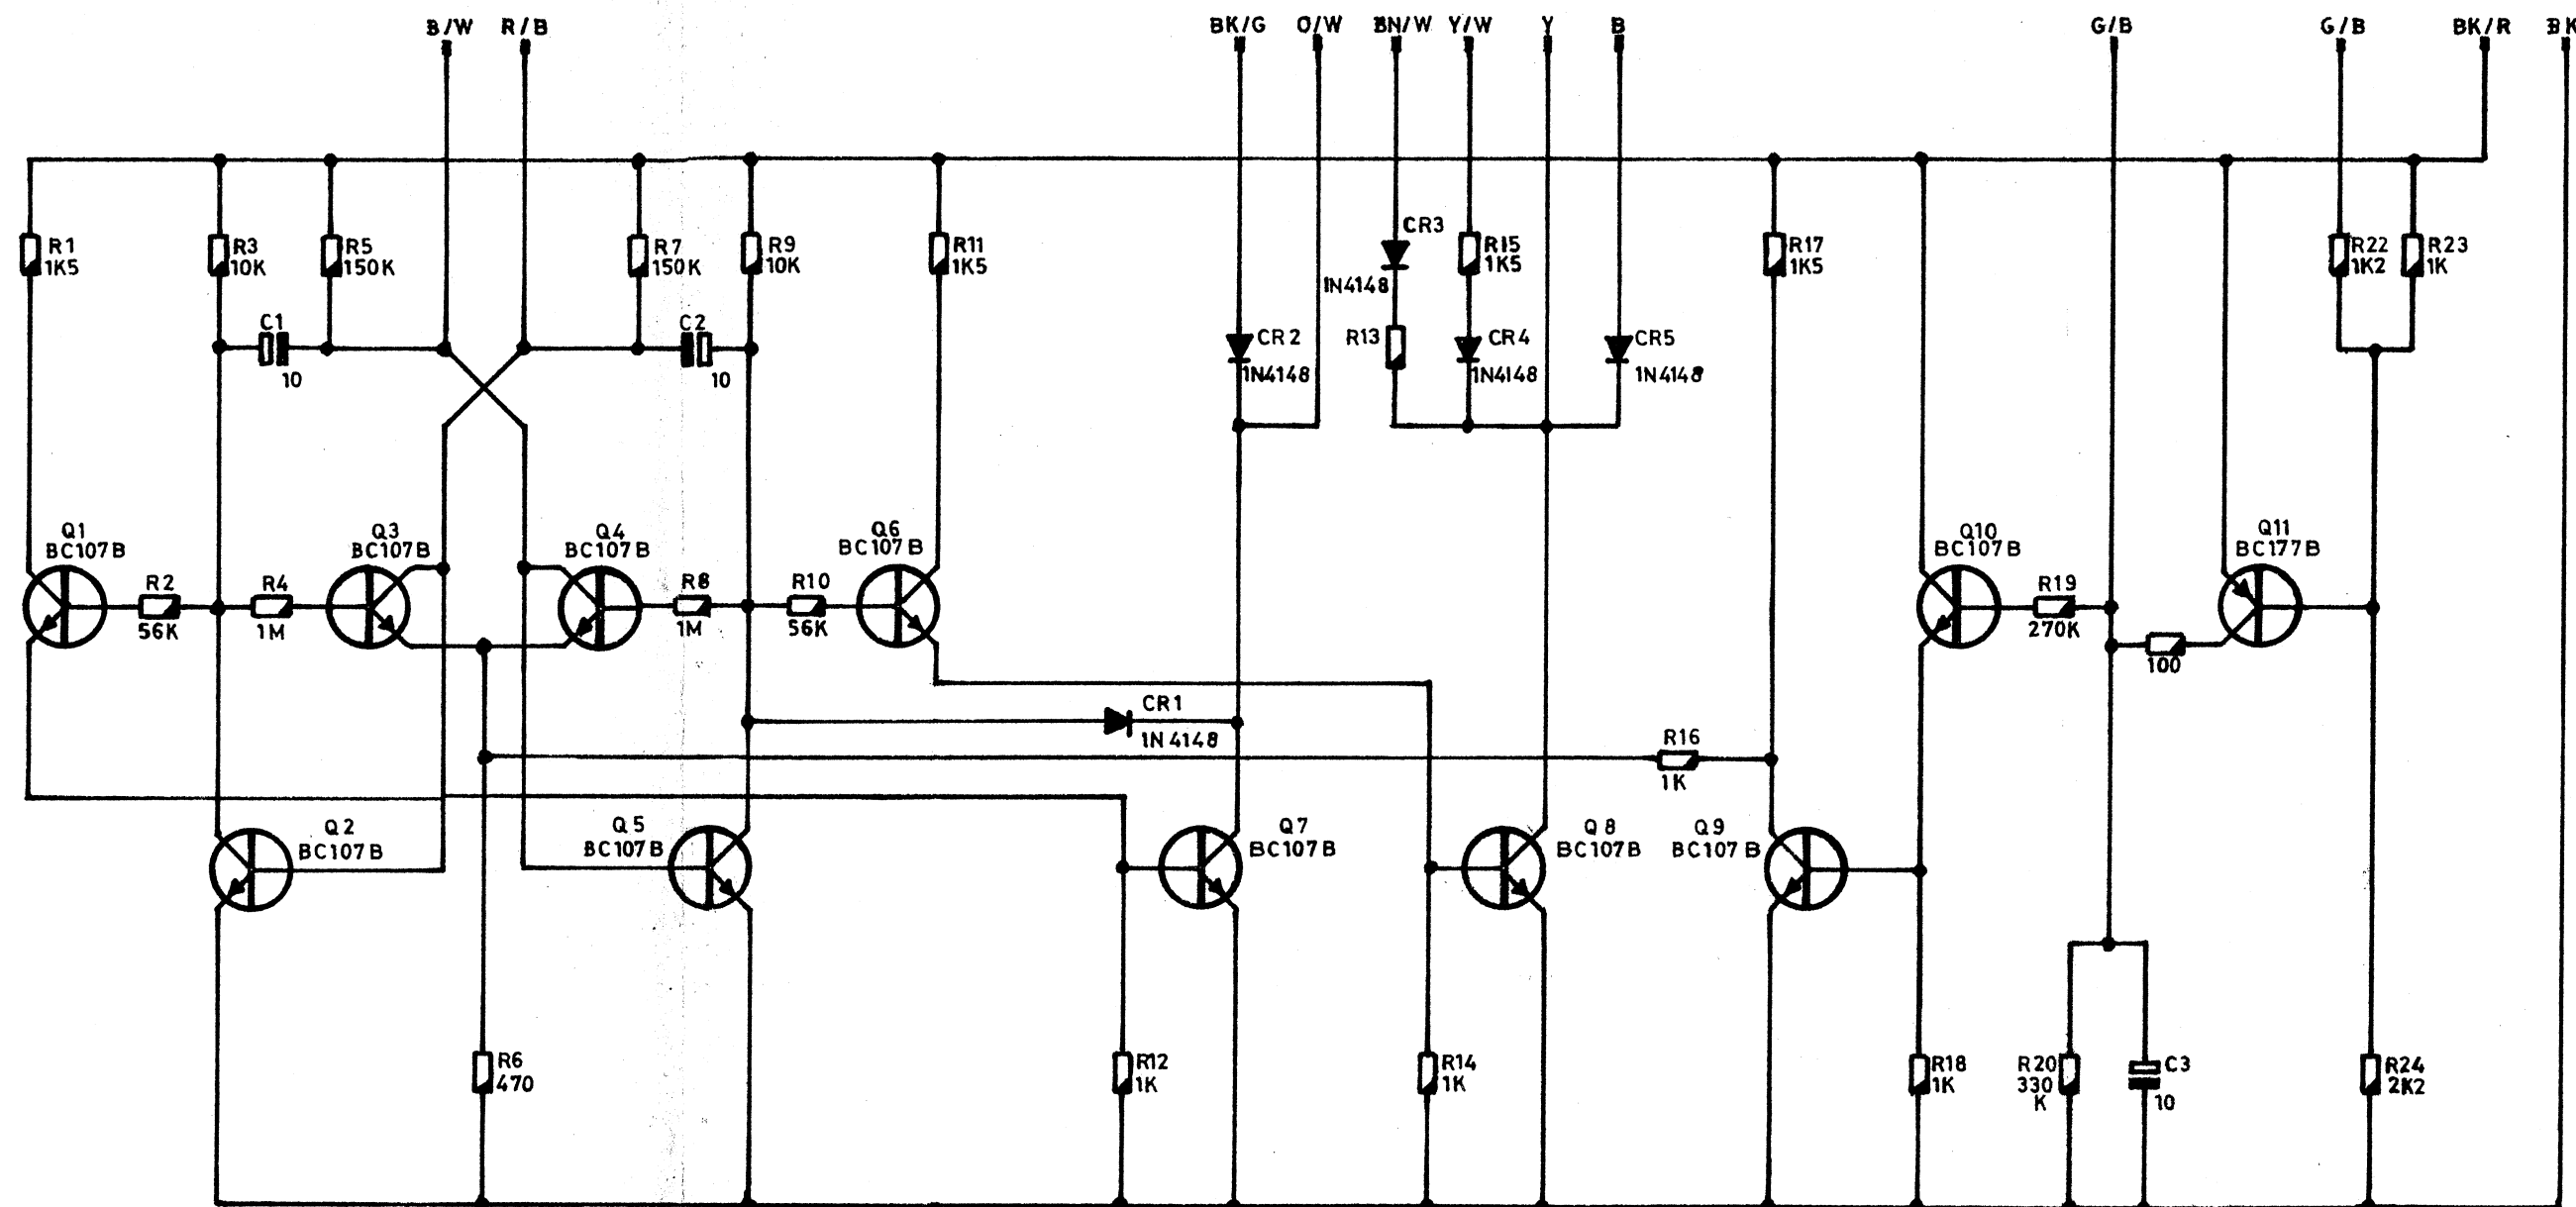 B/W R/B BK/G O/W BN/W Y/W Y B G/B G/B BK/R BK
R1
1K5
R3
10K
R5
150K
R7
150K
R9
10K
R11
1K5
CR3
1N4148
R15
1K5
R17
1K5
R22
1K2
R23
1K
C1
10
C2
10
CR2
1N4148
R13
CR4
1N4148
CR5
1N4148
Q1
BC107B
R2
56K
R4
1M
Q3
BC107B
Q4
BC107B
R8
1M
R10
56K
Q6
BC107B
Q10
BC107B
R19
270K
Q11
BC177B
100
CR1
1N4148
R16
1K
Q2
BC107B
Q5
BC107B
Q7
BC107B
Q8
BC107B
Q9
BC107B
R6
470
R12
1K
R14
1K
R18
1K
R20
330
K
C3
10
R24
2K2